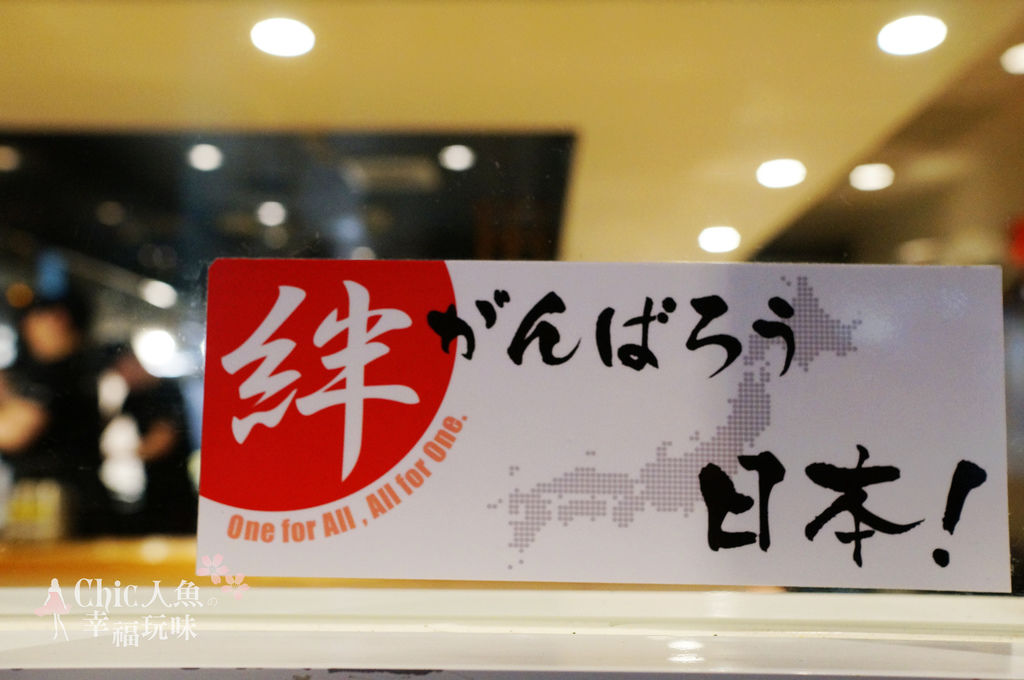 絆
がんばろう
日本!
One for All , All for One.
Chic人魚の
幸福玩味